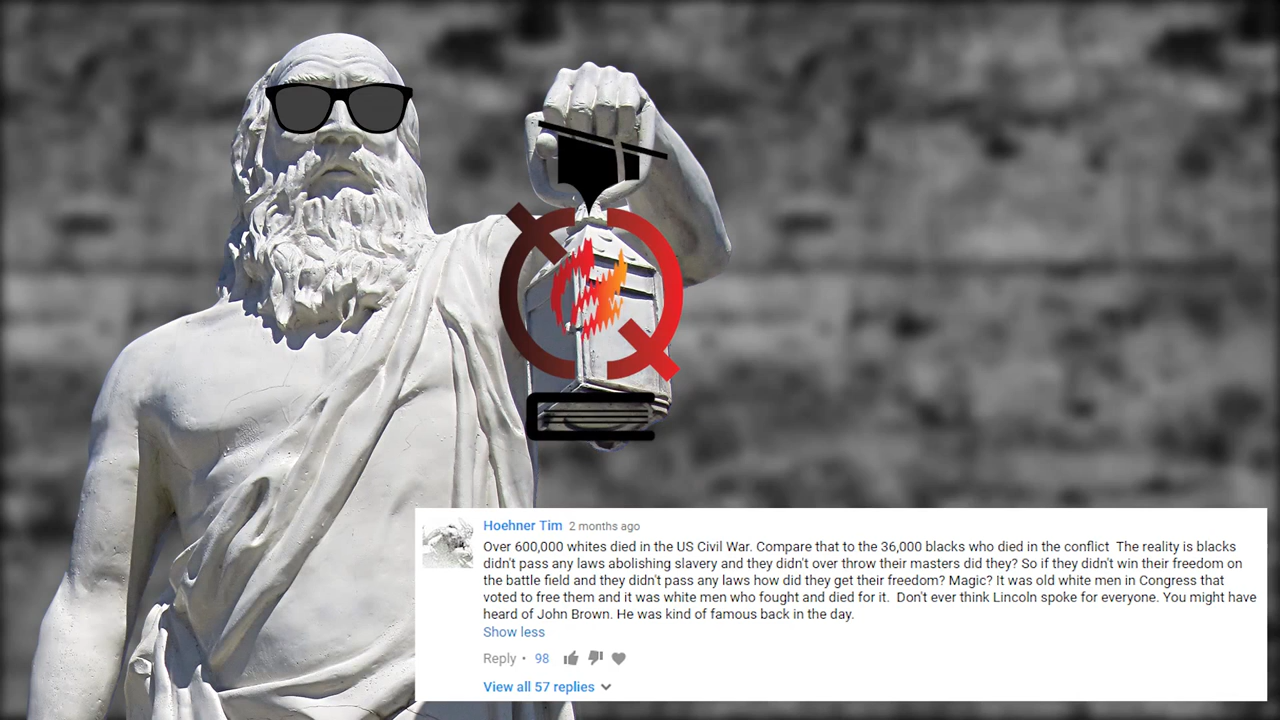 Hoehner Tim 2 months ago
Over 600,000 whites died in the US Civil War. Compare that to the 36,000 blacks who died in the conflict  The reality is blacks
didn't pass any laws abolishing slavery and they didn't over throw their masters did they? So if they didn't win their freedom on
the battle field and they didn't pass any laws how did they get their freedom? Magic? It was old white men in Congress that
voted to free them and it was white men who fought and died for it.  Don't ever think Lincoln spoke for everyone. You might have
heard of John Brown. He was kind of famous back in the day.
Show less
Reply • 98
View all 57 replies